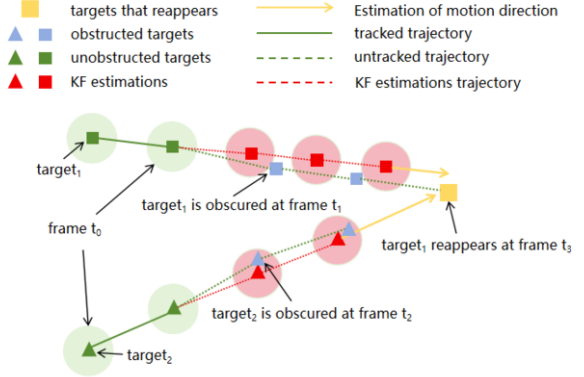 targets that reappears
Estimation of motion direction
obstructed targets
tracked trajectory
unobstructed targets
untracked trajectory
KF estimations
KF estimations trajectory
target1
target1 is obscured at frame t1
frame t0
target1 reappears at frame t3
target2 is obscured at frame t2
target2